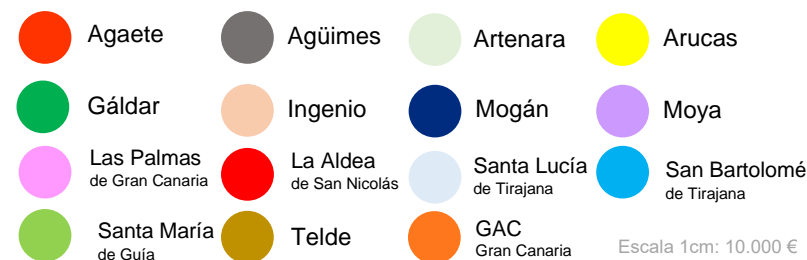 Agaete
Agüimes
Artenara
Arucas
Gáldar
Ingenio
Mogán
Moya
Las Palmas
de Gran Canaria
La Aldea
de San Nicolás
Santa Lucía
de Tirajana
San Bartolomé
de Tirajana
Santa María
de Guía
Telde
GAC
Gran Canaria
Escala 1cm: 10.000 €